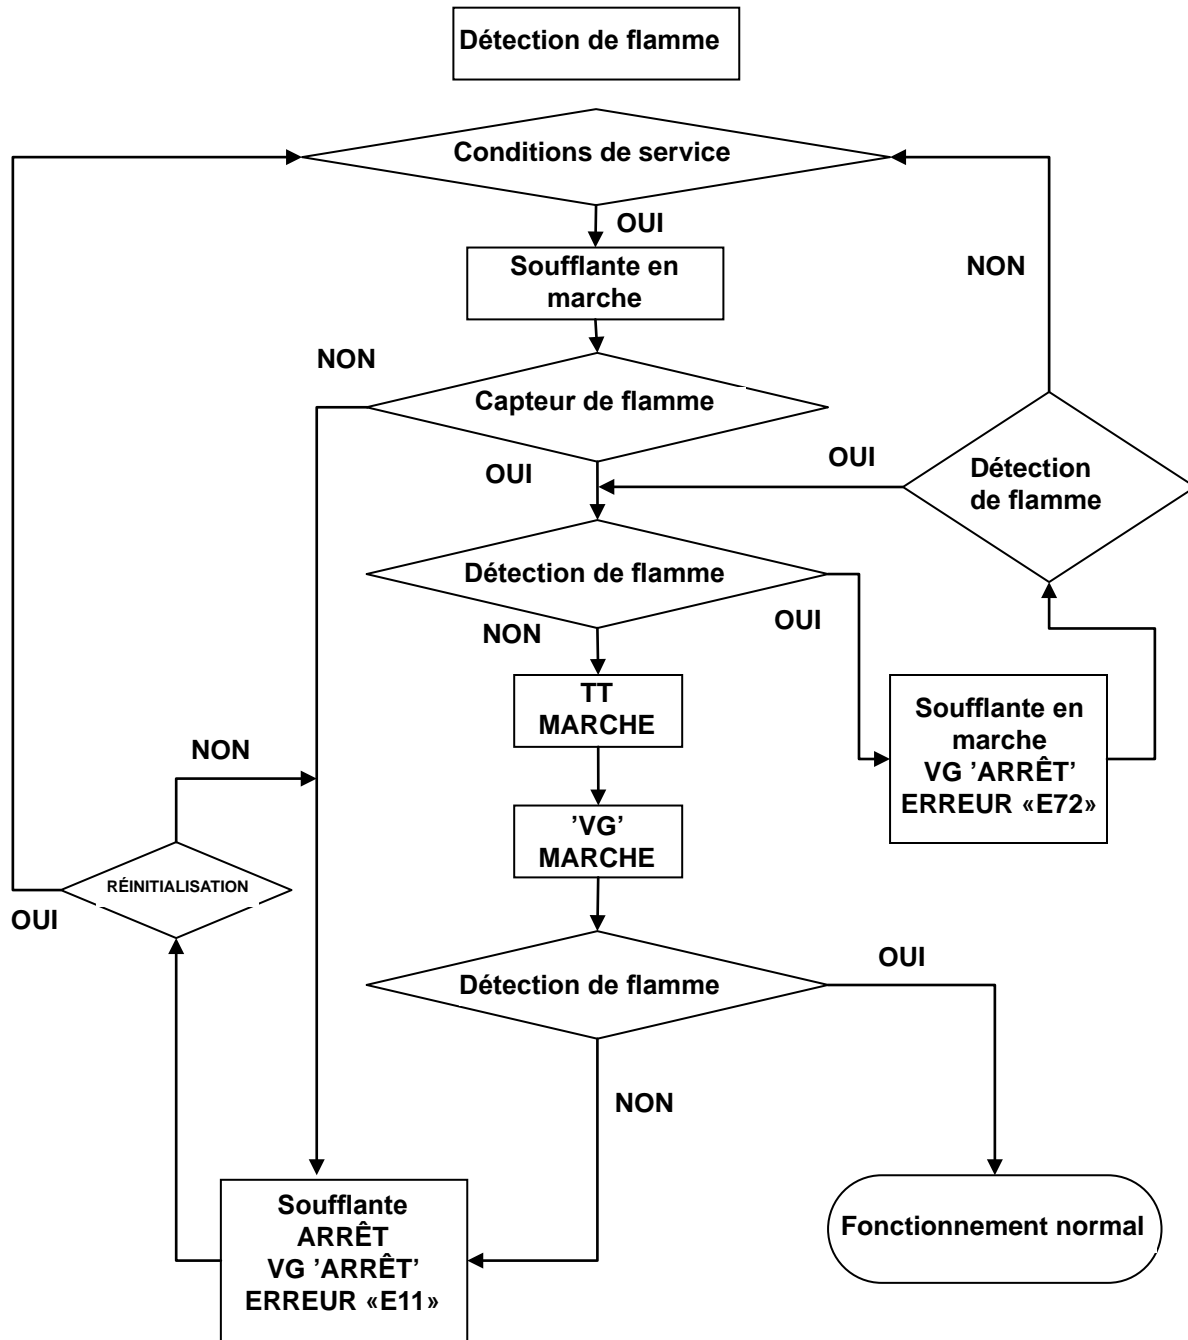 Détection de flamme
Conditions de service
OUI
Soufflante en
marche
NON
NON
Capteur de flamme
OUI
OUI
Détection
de flamme
Détection de flamme
NON
OUI
TT
MARCHE
Soufflante en
marche
VG ’ARRÊT’
ERREUR «E72»
NON
’VG’
MARCHE
RÉINITIALISATION
OUI
Détection de flamme
OUI
NON
Soufflante
ARRÊT
VG ’ARRÊT’
ERREUR «E11»
Fonctionnement normal